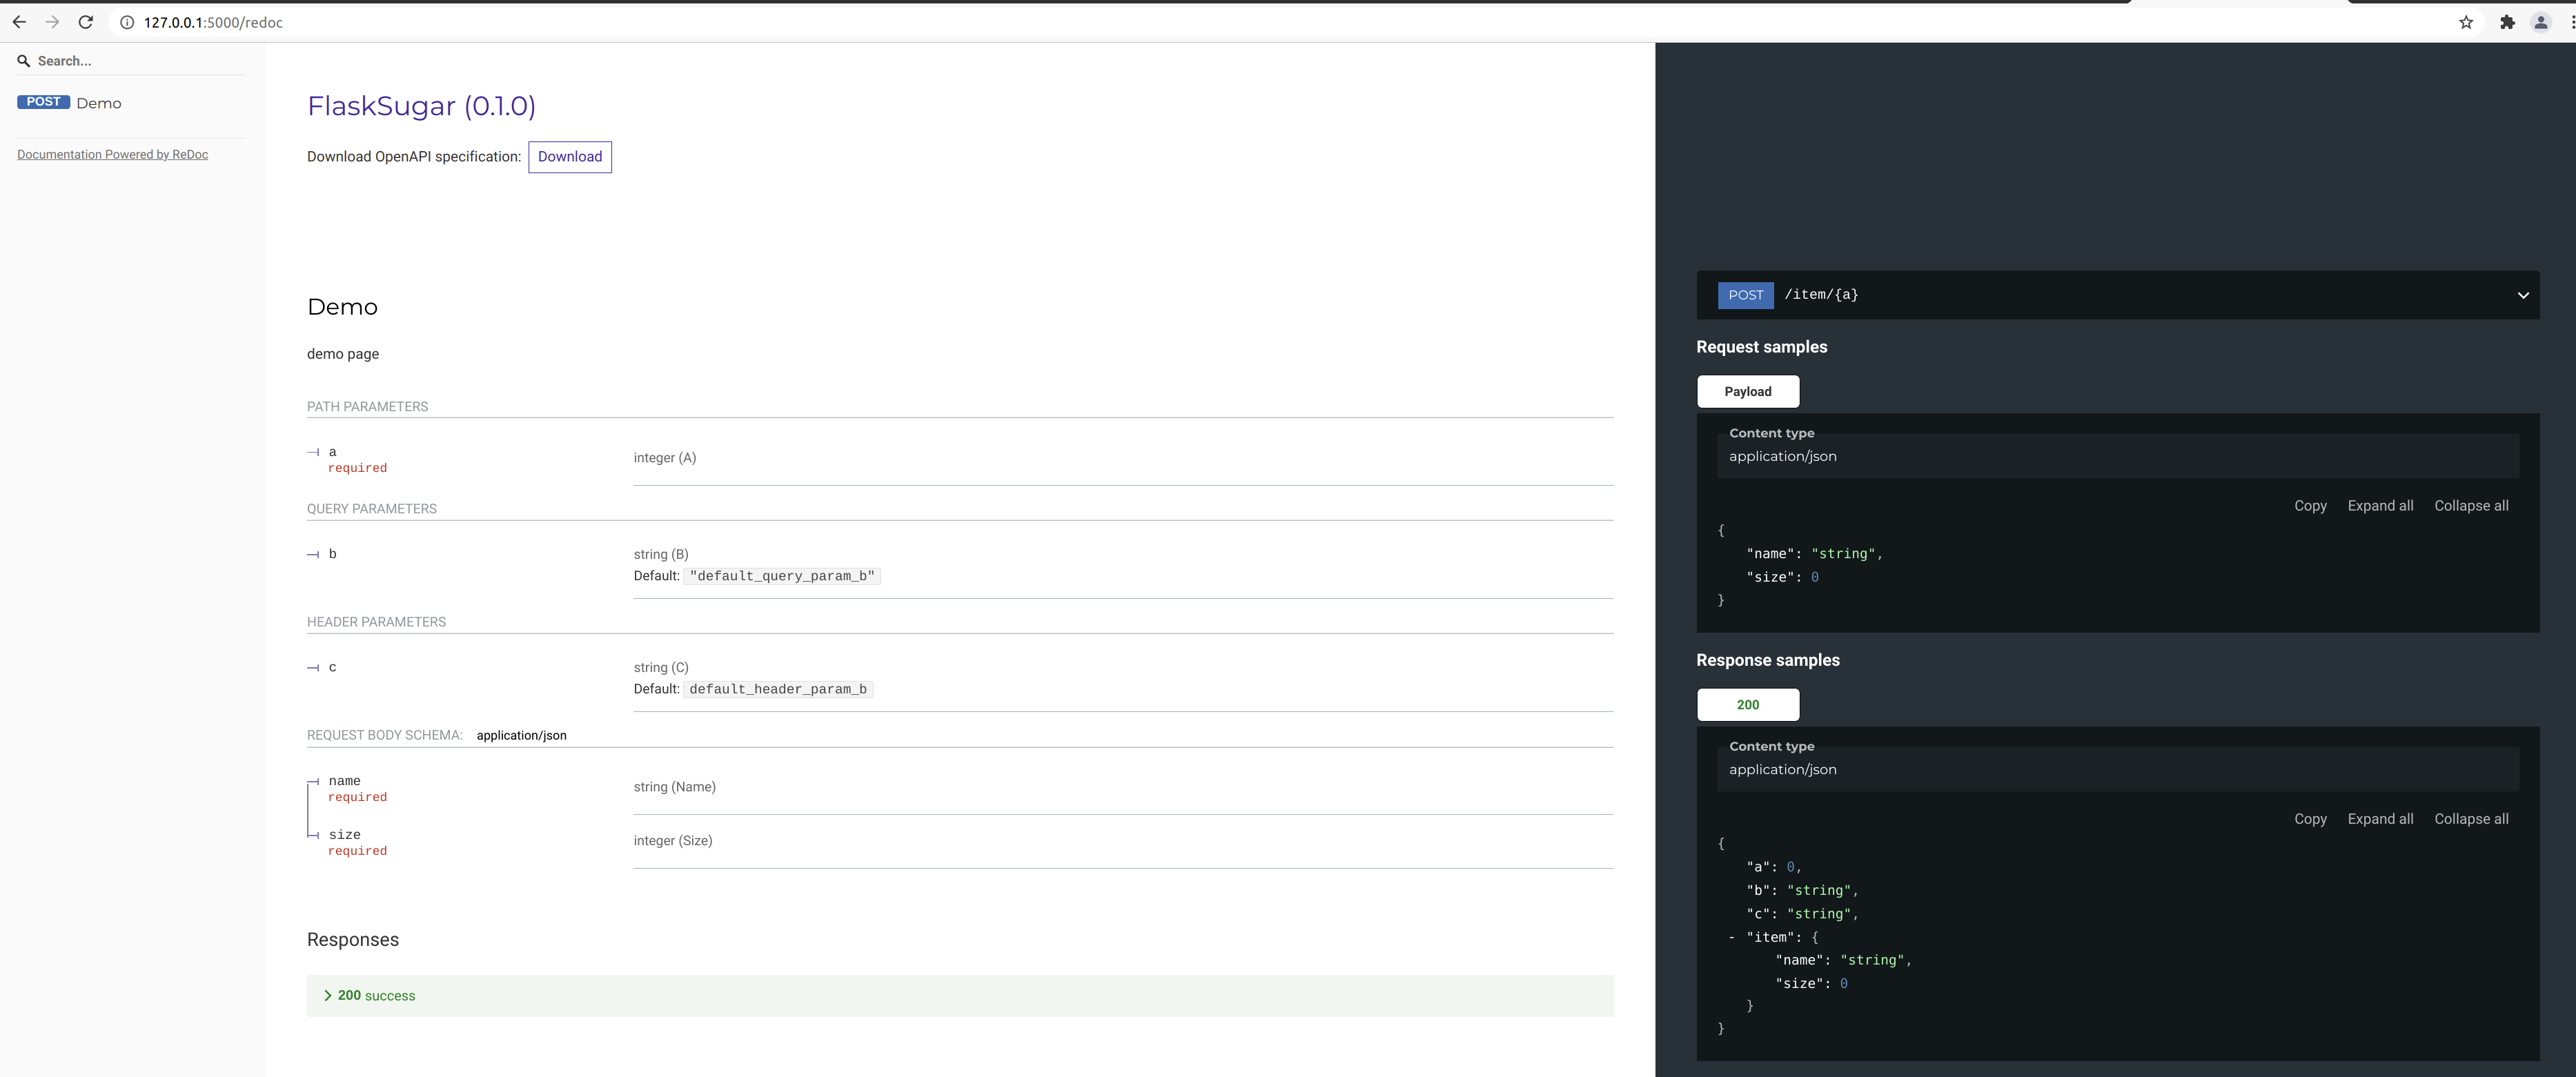 127.0.0.1:5000/redoc
Search...
POST Demo
Documentation Powered by ReDoc
FlaskSugar (0.1.0)
Download OpenAPI specification: Download
Demo
demo page
PATH PARAMETERS
a
required
integer (A)
QUERY PARAMETERS
b
string (B)
Default: "default_query_param_b"
HEADER PARAMETERS
c
string (C)
Default: default_header_param_b
REQUEST BODY SCHEMA: application/json
name
required
string (Name)
size
required
integer (Size)
Responses
200 success
POST /item/{a}
Request samples
Payload
Content type
application/json
Copy Expand all Collapse all
{
"name": "string",
"size": 0
}
Response samples
200
Content type
application/json
Copy Expand all Collapse all
{
"a": 0,
"b": "string",
"c": "string",
- "item": {
"name": "string",
"size": 0
}
}